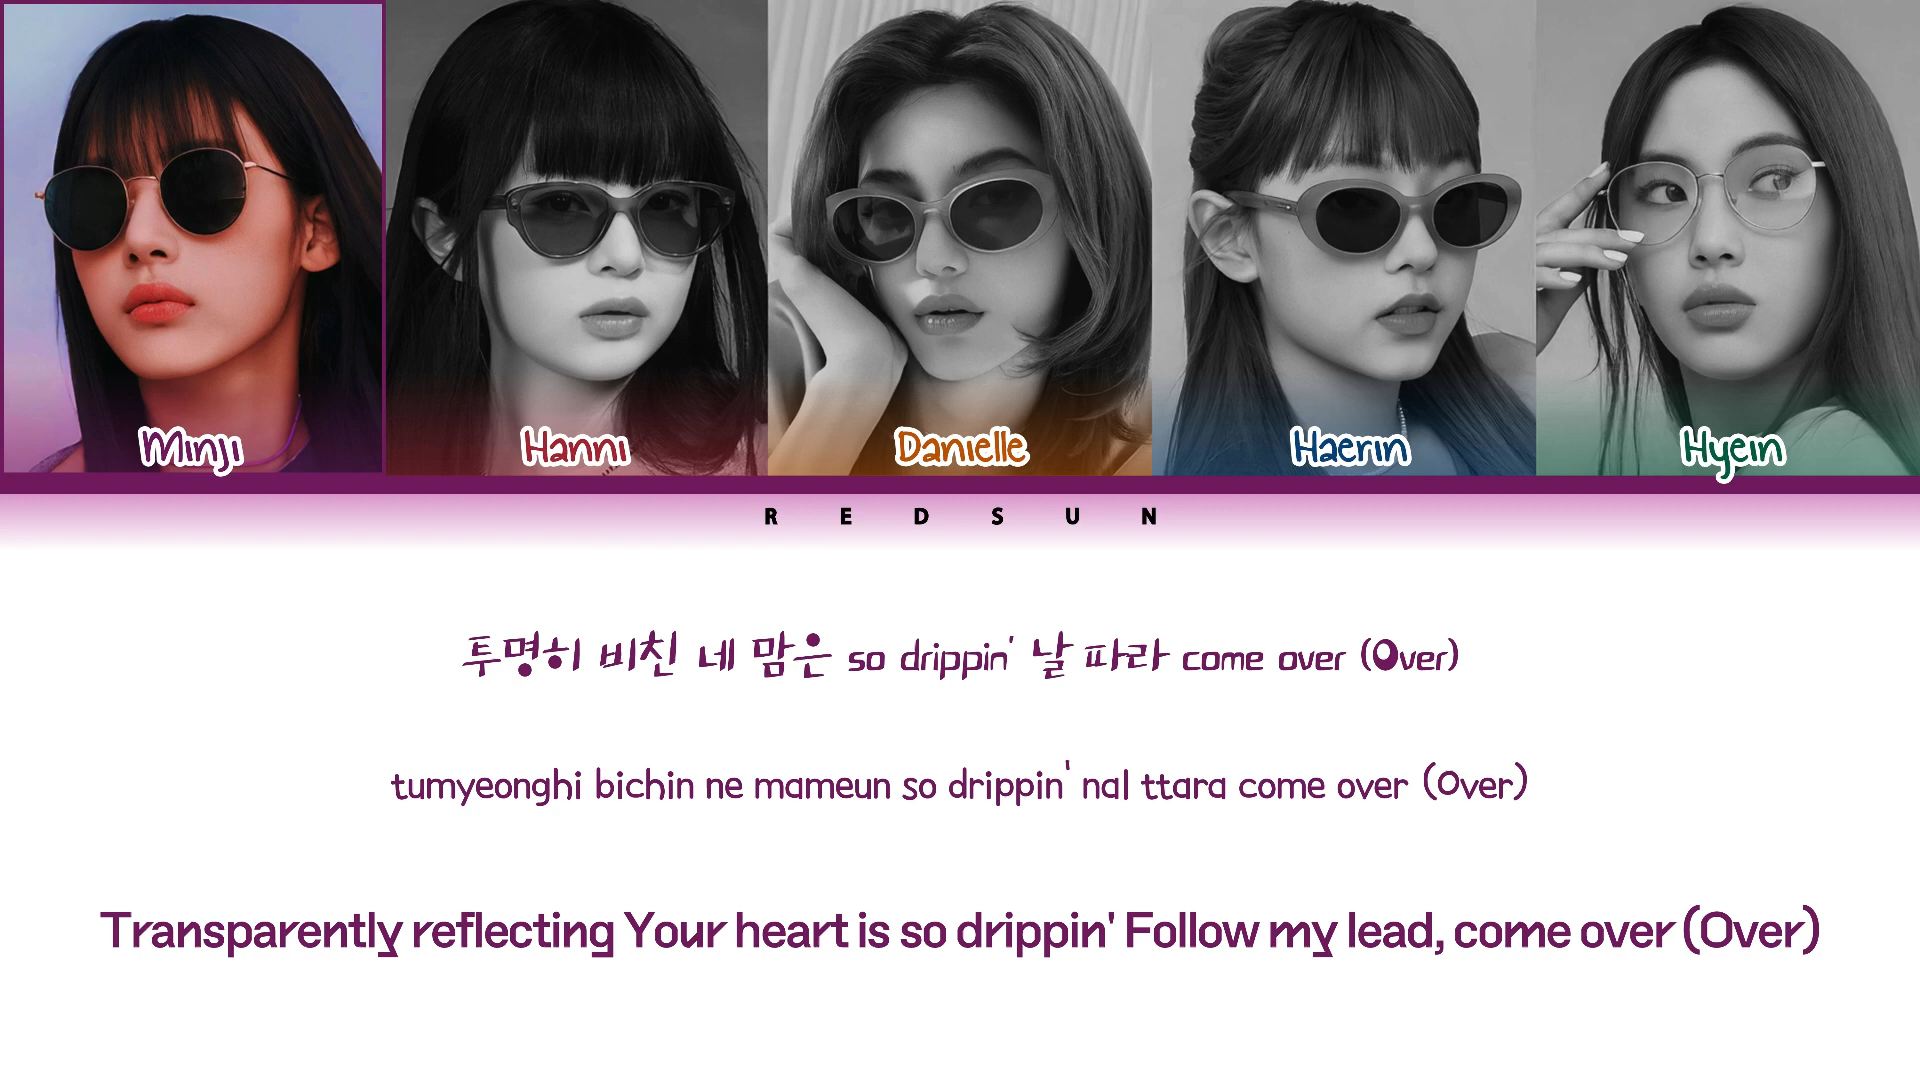 Minji
Hanni
Danielle
Haerin
Hyein
R E D S U N
투명히 비친 네 맘은 so drippin' 날 따라 come over (Over)
tumyeonghi bichin ne mameun so drippin' nal ttara come over (Over)
Transparently reflecting Your heart is so drippin' Follow my lead, come over (Over)